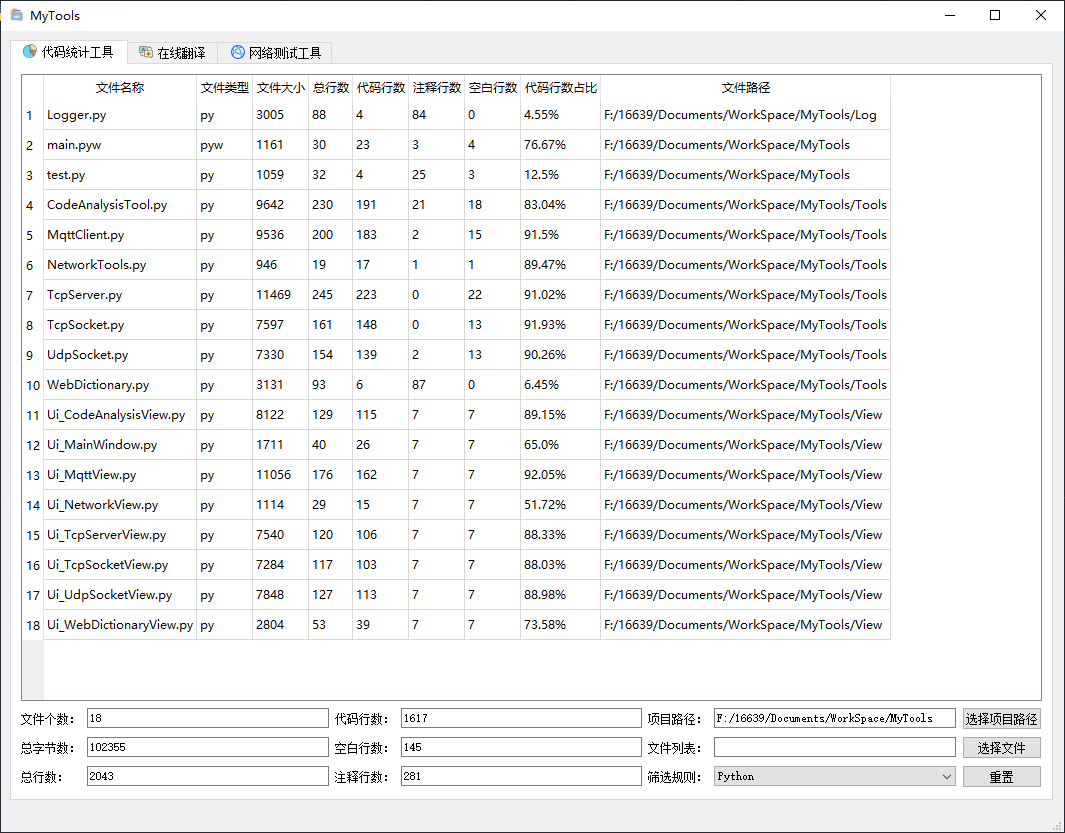 MyTools
代码统计工具 在线翻译 网络测试工具
文件名称 文件类型 文件大小 总行数 代码行数 注释行数 空白行数 代码行数占比 文件路径
1 Logger.py py 3005 88 4 84 0 4.55% F:/16639/Documents/WorkSpace/MyTools/Log
2 main.pyw pyw 1161 30 23 3 4 76.67% F:/16639/Documents/WorkSpace/MyTools
3 test.py py 1059 32 4 25 3 12.5% F:/16639/Documents/WorkSpace/MyTools
4 CodeAnalysisTool.py py 9642 230 191 21 18 83.04% F:/16639/Documents/WorkSpace/MyTools/Tools
5 MqttClient.py py 9536 200 183 2 15 91.5% F:/16639/Documents/WorkSpace/MyTools/Tools
6 NetworkTools.py py 946 19 17 1 1 89.47% F:/16639/Documents/WorkSpace/MyTools/Tools
7 TcpServer.py py 11469 245 223 0 22 91.02% F:/16639/Documents/WorkSpace/MyTools/Tools
8 TcpSocket.py py 7597 161 148 0 13 91.93% F:/16639/Documents/WorkSpace/MyTools/Tools
9 UdpSocket.py py 7330 154 139 2 13 90.26% F:/16639/Documents/WorkSpace/MyTools/Tools
10 WebDictionary.py py 3131 93 6 87 0 6.45% F:/16639/Documents/WorkSpace/MyTools/Tools
11 Ui_CodeAnalysisView.py py 8122 129 115 7 7 89.15% F:/16639/Documents/WorkSpace/MyTools/View
12 Ui_MainWindow.py py 1711 40 26 7 7 65.0% F:/16639/Documents/WorkSpace/MyTools/View
13 Ui_MqttView.py py 11056 176 162 7 7 92.05% F:/16639/Documents/WorkSpace/MyTools/View
14 Ui_NetworkView.py py 1114 29 15 7 7 51.72% F:/16639/Documents/WorkSpace/MyTools/View
15 Ui_TcpServerView.py py 7540 120 106 7 7 88.33% F:/16639/Documents/WorkSpace/MyTools/View
16 Ui_TcpSocketView.py py 7284 117 103 7 7 88.03% F:/16639/Documents/WorkSpace/MyTools/View
17 Ui_UdpSocketView.py py 7848 127 113 7 7 88.98% F:/16639/Documents/WorkSpace/MyTools/View
18 Ui_WebDictionaryView.py py 2804 53 39 7 7 73.58% F:/16639/Documents/WorkSpace/MyTools/View
文件个数： 18 代码行数： 1617 项目路径： F:/16639/Documents/WorkSpace/MyTools 选择项目路径
总字节数： 102355 空白行数： 145 文件列表： 选择文件
总行数： 2043 注释行数： 281 筛选规则： Python 重置